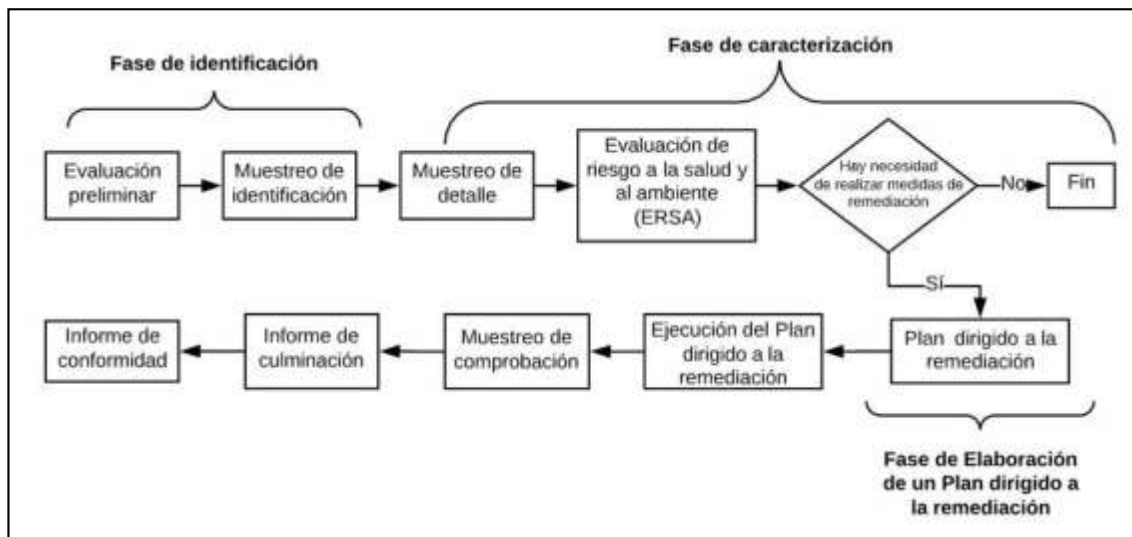 Fase de identificación
Fase de caracterización
Evaluación
preliminar
Muestreo de
identificación
Muestreo de
detalle
Evaluación de
riesgo a la salud y
al ambiente
(ERSA)
Hay necesidad
de realizar medidas de
remediación
No
Fin
Sí
Plan dirigido a la
remediación
Ejecución del Plan
dirigido a la
remediación
Muestreo de
comprobación
Informe de
culminación
Informe de
conformidad
Fase de Elaboración
de un Plan dirigido a
la remediación